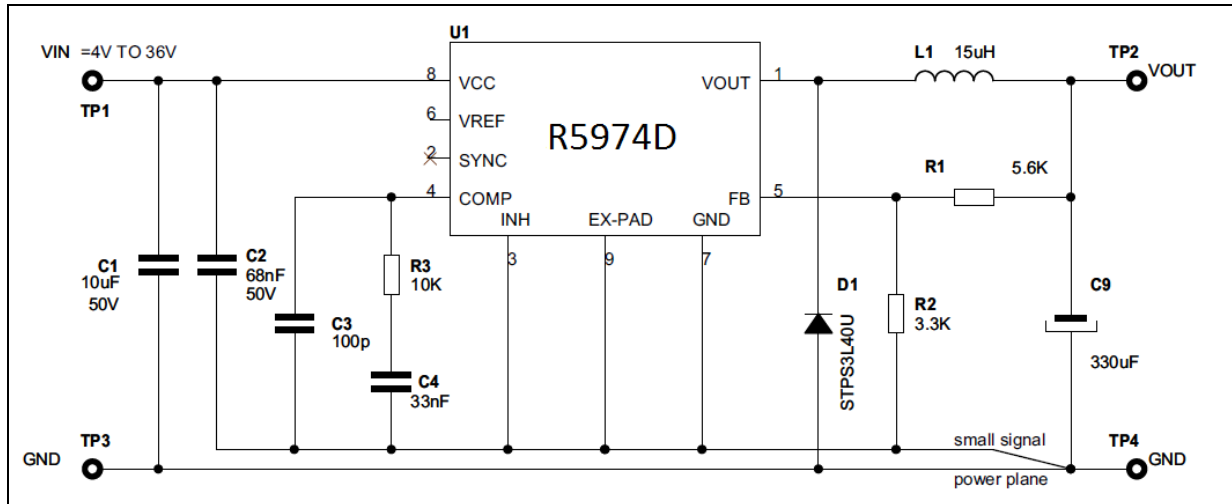 U1
VIN =4V TO 36V
TP1
8
VCC
6
VREF
2
SYNC
4
COMP
R5974D
VOUT
1
FB
5
INH
3
EX-PAD
9
GND
7
L1 15uH
TP2
VOUT
R1 5.6K
C1
10uF
50V
C2
68nF
50V
C3
100p
R3
10K
C4
33nF
D1
STPS3L40U
R2
3.3K
C9
330uF
TP3
GND
small signal
power plane
TP4
GND